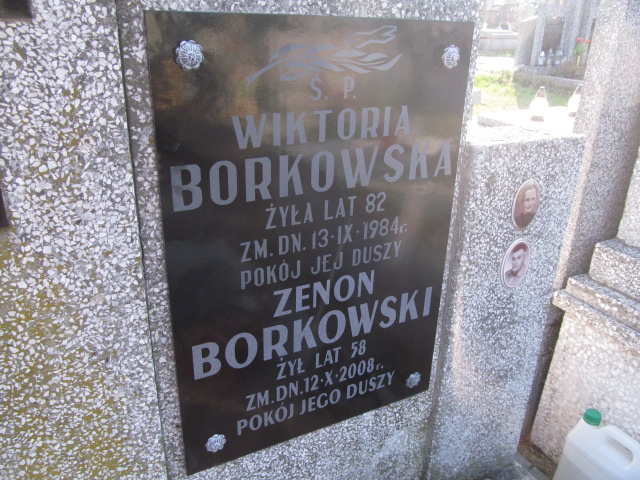 Ś. P.
WIKTORIA
BORKOWSKA
ŻYŁA LAT 82
ZM. DN. 13·IX·1984r.
POKÓJ JEJ DUSZY
ZENON
BORKOWSKI
ŻYŁ LAT 58
ZM. DN. 12·X·2008r.
POKÓJ JEGO DUSZY